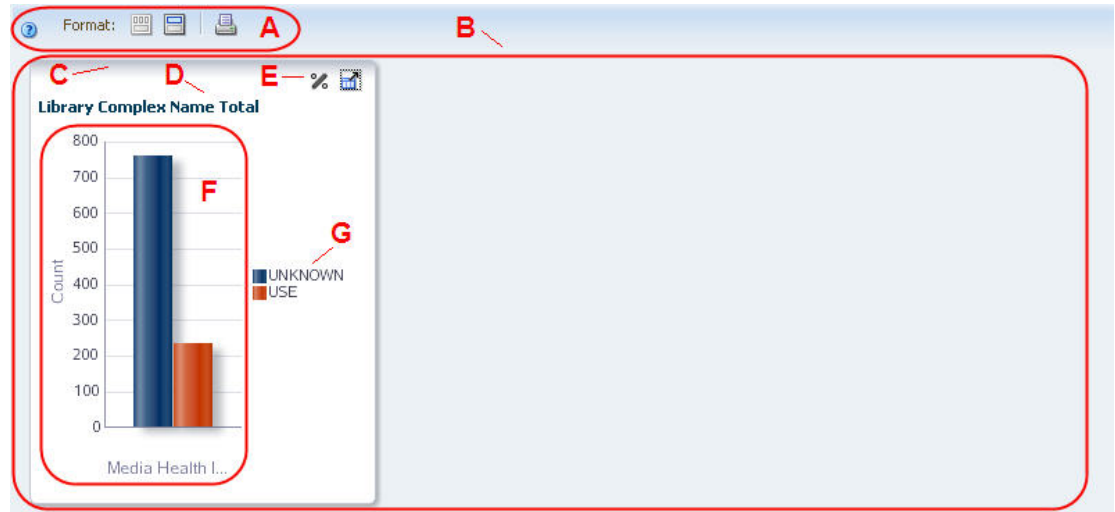 Format: A
B
C D E
Library Complex Name Total
800
700
F
600
G
500
UNKNOWN
USE
Count
400
300
200
100
0
Media Health I...